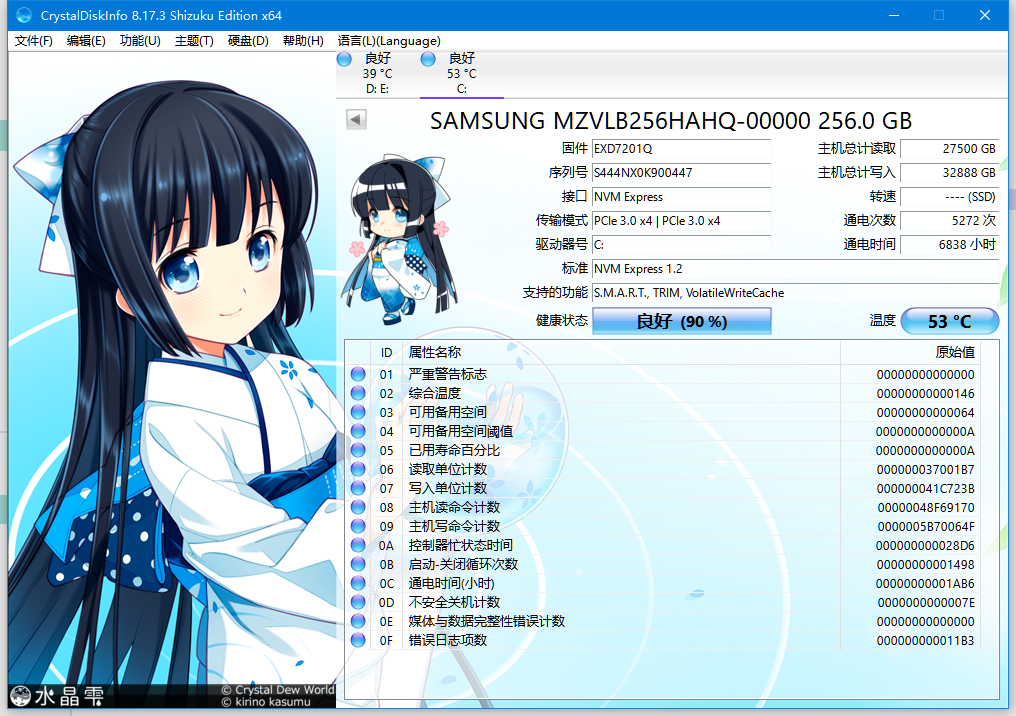 CrystalDiskInfo 8.17.3 Shizuku Edition x64
文件(F) 编辑(E) 功能(U) 主题(T) 硬盘(D) 帮助(H) 语言(L)(Language)
良好 良好
39 °C 53 °C
D: E: C:
SAMSUNG MZVLB256HAHQ-00000 256.0 GB
固件 EXD7201Q 主机总计读取 27500 GB
序列号 S444NX0K900447 主机总计写入 32888 GB
接口 NVM Express 转速 ---- (SSD)
传输模式 PCIe 3.0 x4 | PCIe 3.0 x4 通电次数 5272 次
驱动器号 C: 通电时间 6838 小时
标准 NVM Express 1.2
支持的功能 S.M.A.R.T., TRIM, VolatileWriteCache
健康状态 良好 (90 %) 温度 53 °C
ID 属性名称 原始值
01 严重警告标志 00000000000000
02 综合温度 00000000000146
03 可用备用空间 00000000000064
04 可用备用空间阈值 0000000000000A
05 已用寿命百分比 0000000000000A
06 读取单位计数 000000037001B7
07 写入单位计数 000000041C723B
08 主机读命令计数 00000048F69170
09 主机写命令计数 0000005B70064F
0A 控制器忙状态时间 000000000028D6
0B 启动-关闭循环次数 00000000001498
0C 通电时间(小时) 00000000001AB6
0D 不安全关机计数 0000000000007E
0E 媒体与数据完整性错误计数 00000000000000
0F 错误日志项数 000000000011B3
水晶雫
© Crystal Dew World
© kirino kasumu